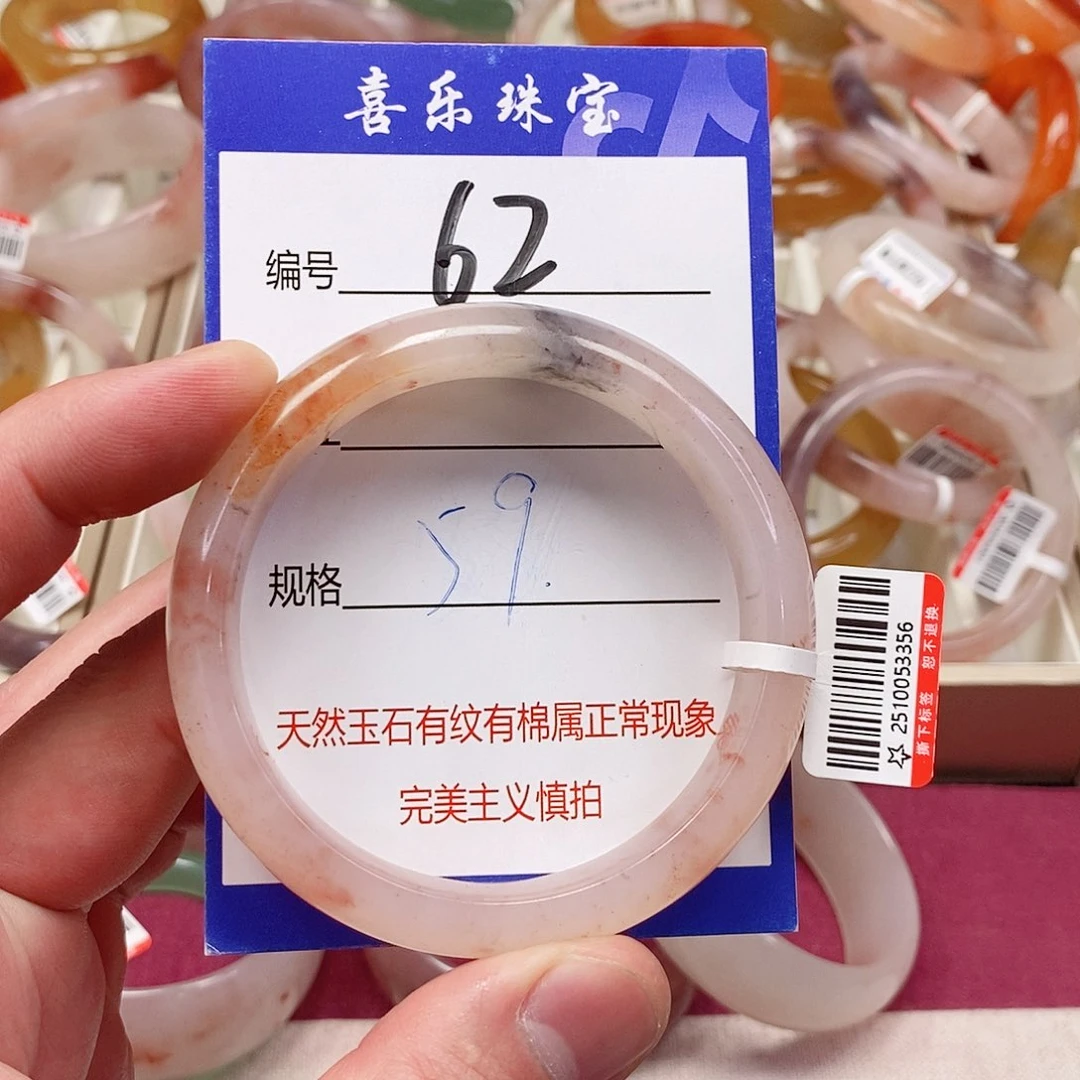 喜乐珠宝
编号 62
规格 59.
天然玉石有纹有棉属正常现象
完美主义慎拍
2510053356
撕下标签 恕不退换